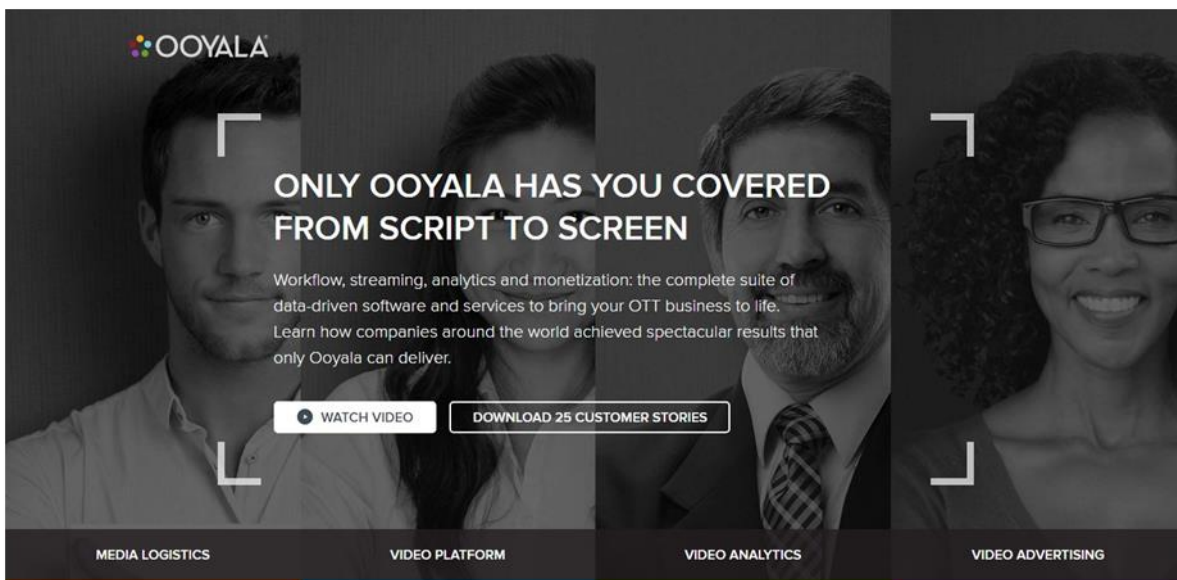 OOYALA
ONLY OOYALA HAS YOU COVERED
FROM SCRIPT TO SCREEN
Workflow, streaming, analytics and monetization: the complete suite of
data-driven software and services to bring your OTT business to life.
Learn how companies around the world achieved spectacular results that
only Ooyala can deliver.
WATCH VIDEO
DOWNLOAD 25 CUSTOMER STORIES
MEDIA LOGISTICS
VIDEO PLATFORM
VIDEO ANALYTICS
VIDEO ADVERTISING